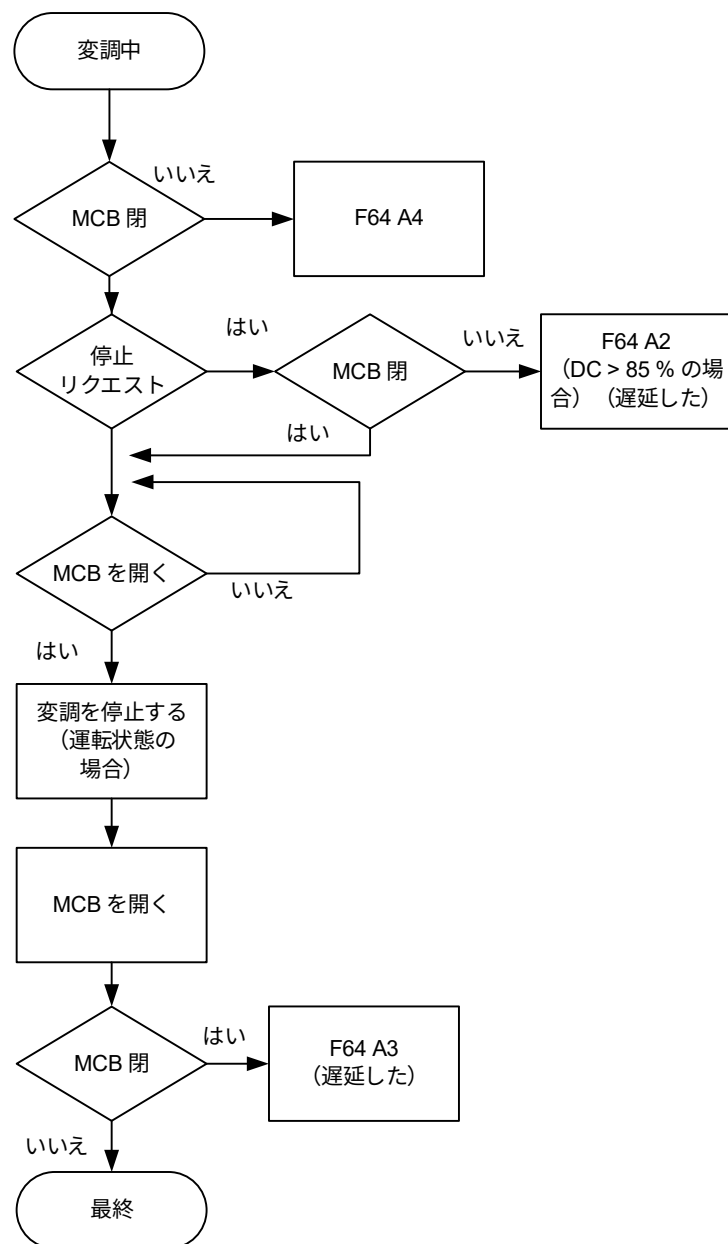 変調中
いいえ
MCB 閉
F64 A4
はい
いいえ
停止
リクエスト
MCB 閉
F64 A2
（DC > 85 % の場
合）（遅延した）
はい
MCB を開く
いいえ
はい
変調を停止する
（運転状態の
場合）
MCB を開く
はい
MCB 閉
F64 A3
（遅延した）
いいえ
最終